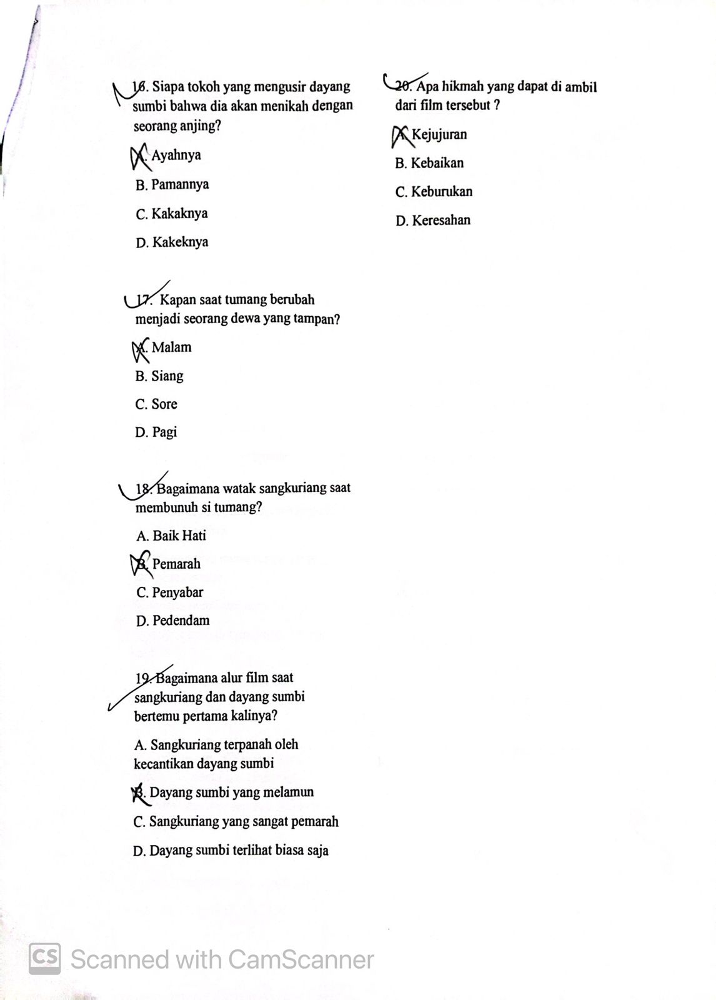 16. Siapa tokoh yang mengusir dayang
sumbi bahwa dia akan menikah dengan
seorang anjing?
A. Ayahnya
B. Pamannya
C. Kakaknya
D. Kakeknya
17. Kapan saat tumang berubah
menjadi seorang dewa yang tampan?
A. Malam
B. Siang
C. Sore
D. Pagi
18. Bagaimana watak sangkuriang saat
membunuh si tumang?
A. Baik Hati
B. Pemarah
C. Penyabar
D. Pedendam
19. Bagaimana alur film saat
sangkuriang dan dayang sumbi
bertemu pertama kalinya?
A. Sangkuriang terpanah oleh
kecantikan dayang sumbi
B. Dayang sumbi yang melamun
C. Sangkuriang yang sangat pemarah
D. Dayang sumbi terlihat biasa saja
20. Apa hikmah yang dapat di ambil
dari film tersebut ?
A. Kejujuran
B. Kebaikan
C. Keburukan
D. Keresahan
CS Scanned with CamScanner